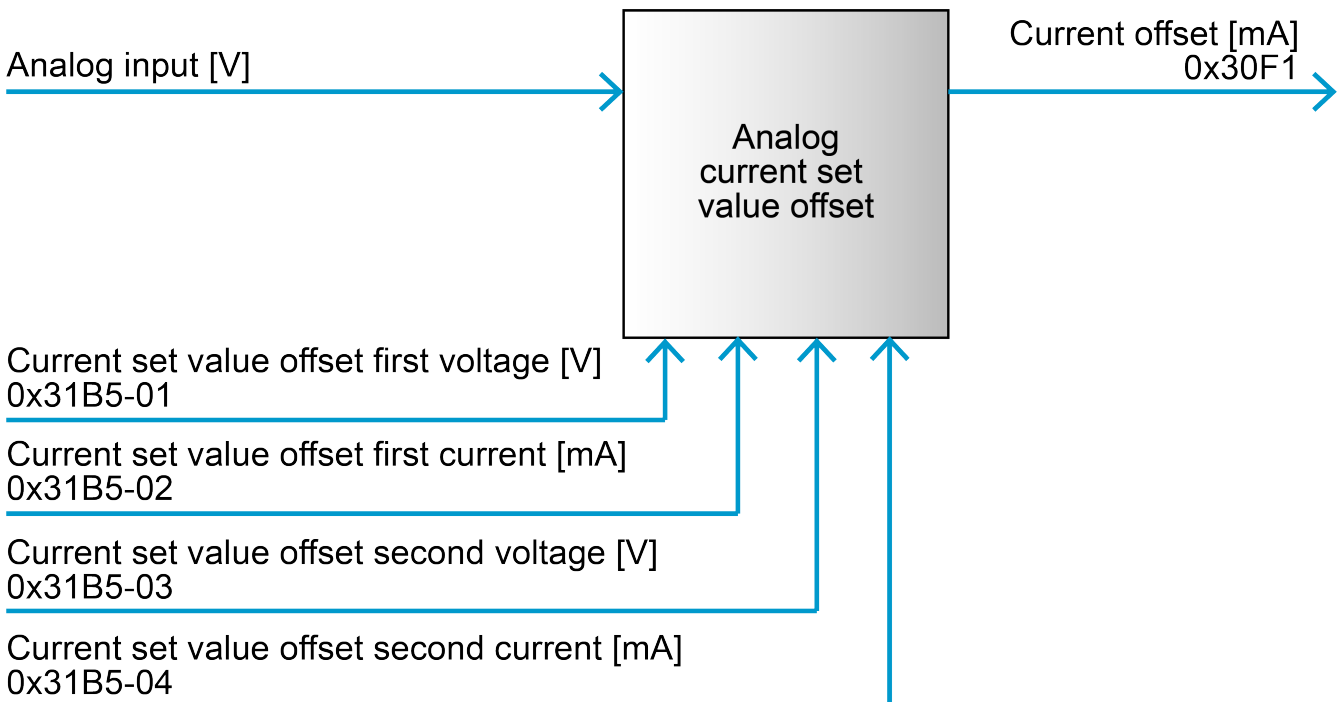 Analog input [V]
Current offset [mA]
0x30F1
Analog
current set
value offset
Current set value offset first voltage [V]
0x31B5-01
Current set value offset first current [mA]
0x31B5-02
Current set value offset second voltage [V]
0x31B5-03
Current set value offset second current [mA]
0x31B5-04